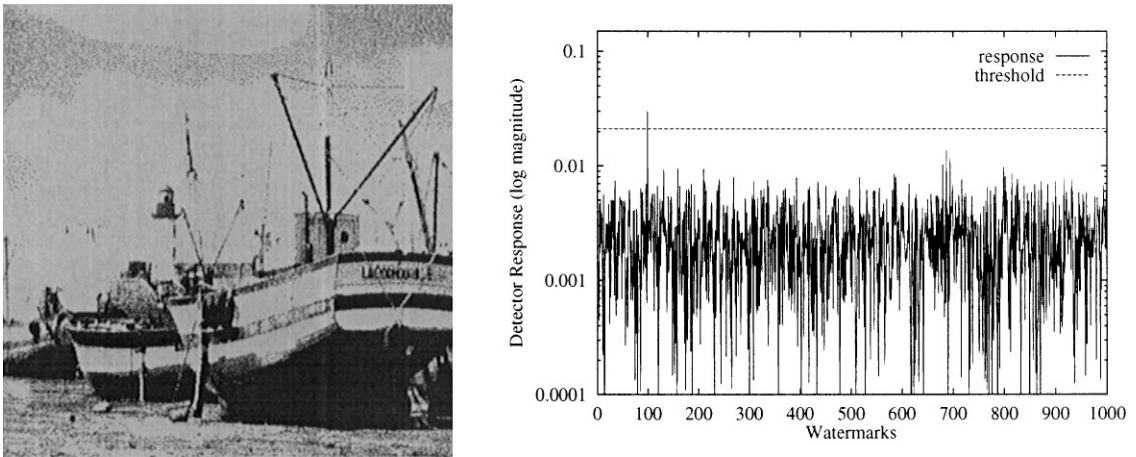 0.1
0.01
0.001
0.0001
Detector Response (log magnitude)
response
threshold
0 100 200 300 400 500 600 700 800 900 1000
Watermarks